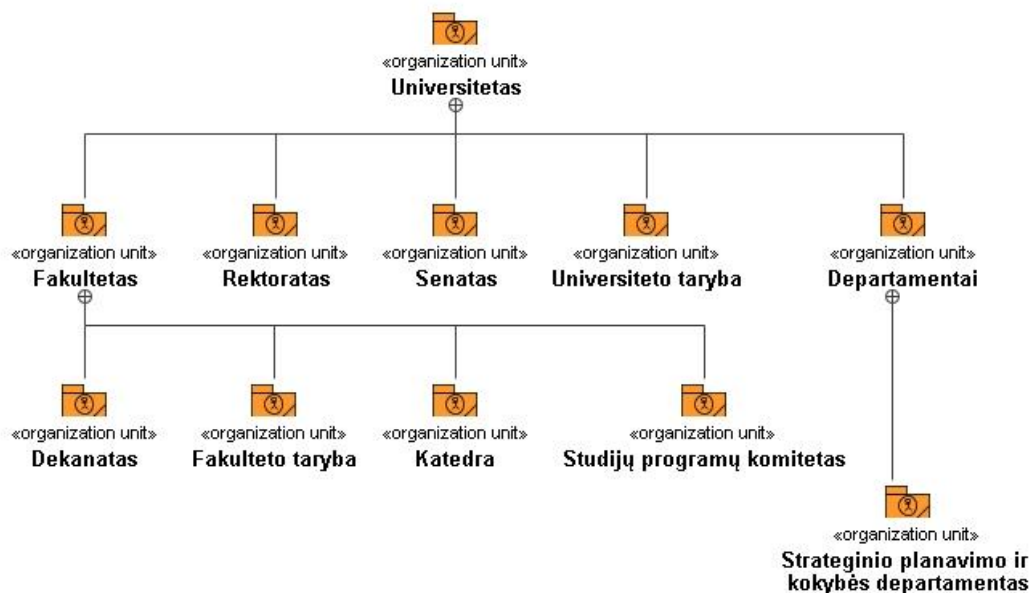 «organization unit»
Universitetas
«organization unit» «organization unit» «organization unit» «organization unit» «organization unit»
Fakultetas Rektoratas Senatas Universiteto taryba Departamentai
«organization unit» «organization unit» «organization unit» «organization unit»
Dekanatas Fakulteto taryba Katedra Studijų programų komitetas
«organization unit»
Strateginio planavimo ir
kokybės departamentas